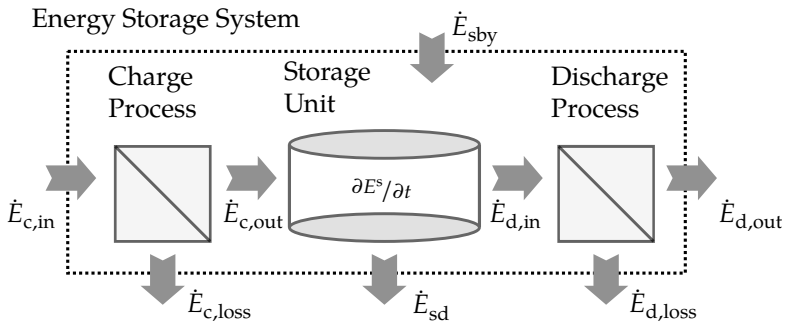 Energy Storage System
Ė_sby
Charge
Process
Storage
Unit
Discharge
Process
∂Eˢ/∂t
Ė_c,in
Ė_c,out
Ė_d,in
Ė_d,out
Ė_c,loss
Ė_sd
Ė_d,loss